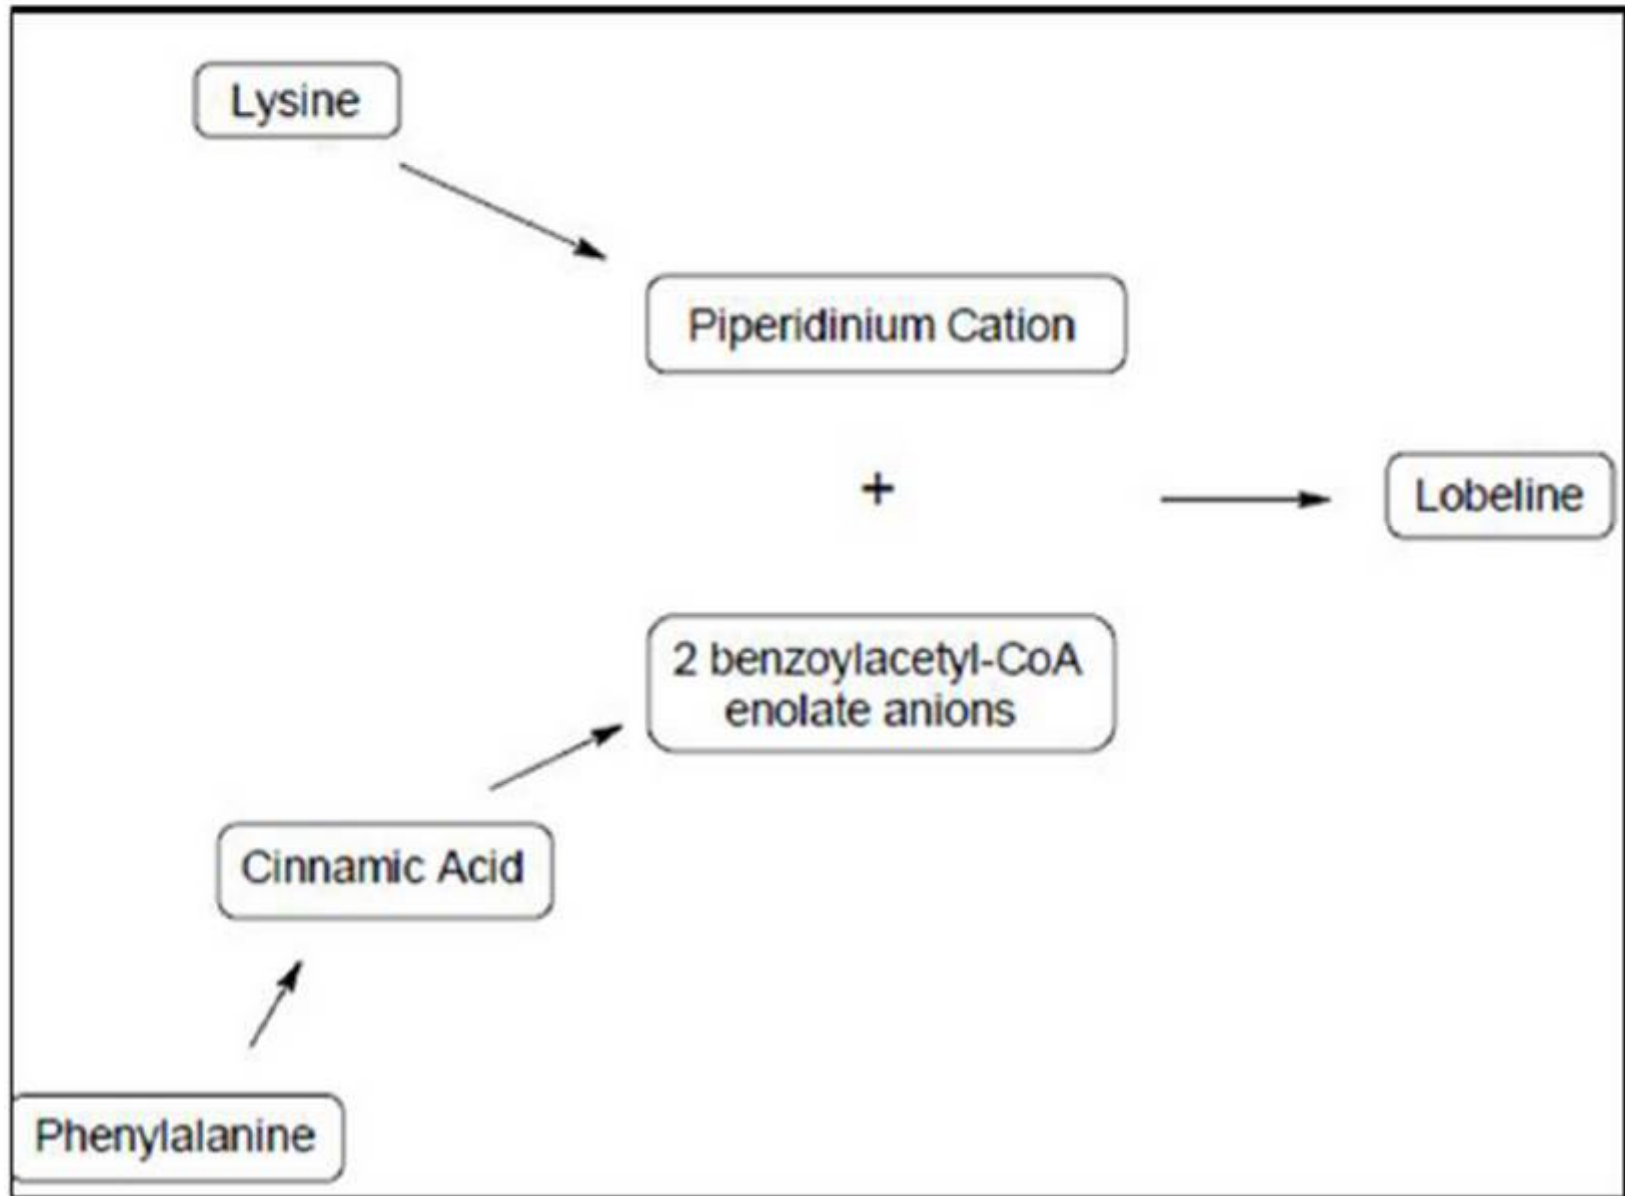 Lysine
Piperidinium Cation
+
Lobeline
2 benzoylacetyl-CoA
enolate anions
Cinnamic Acid
Phenylalanine